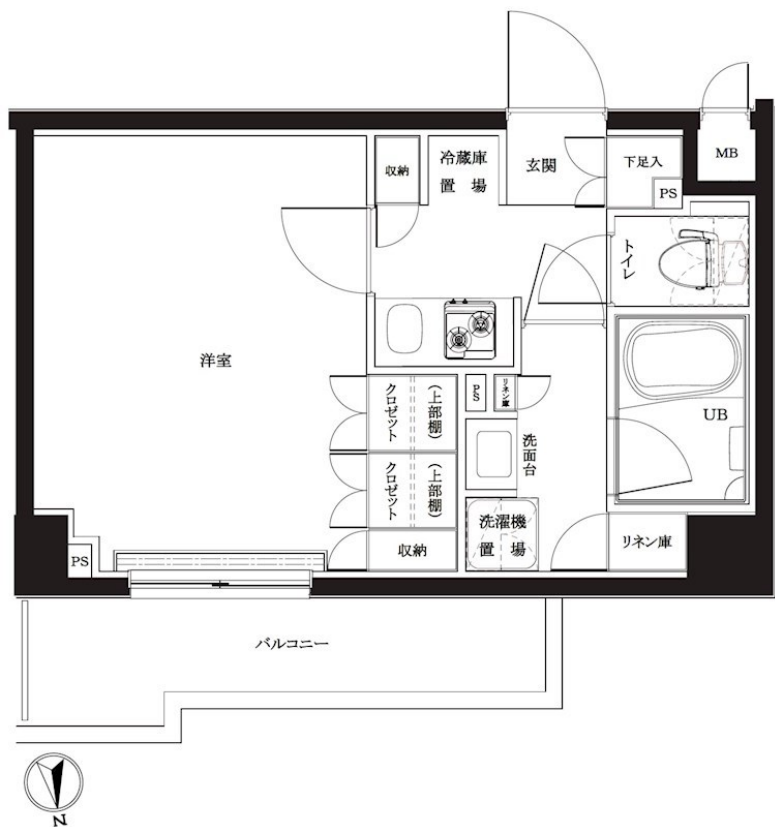 収納
冷蔵庫
置 場
玄関
下足入
PS
MB
トイレ
洋室
クロゼット
(上部棚)
PS
リネン庫
UB
洗面台
クロゼット
(上部棚)
収納
洗濯機
置 場
リネン庫
PS
バルコニー
N